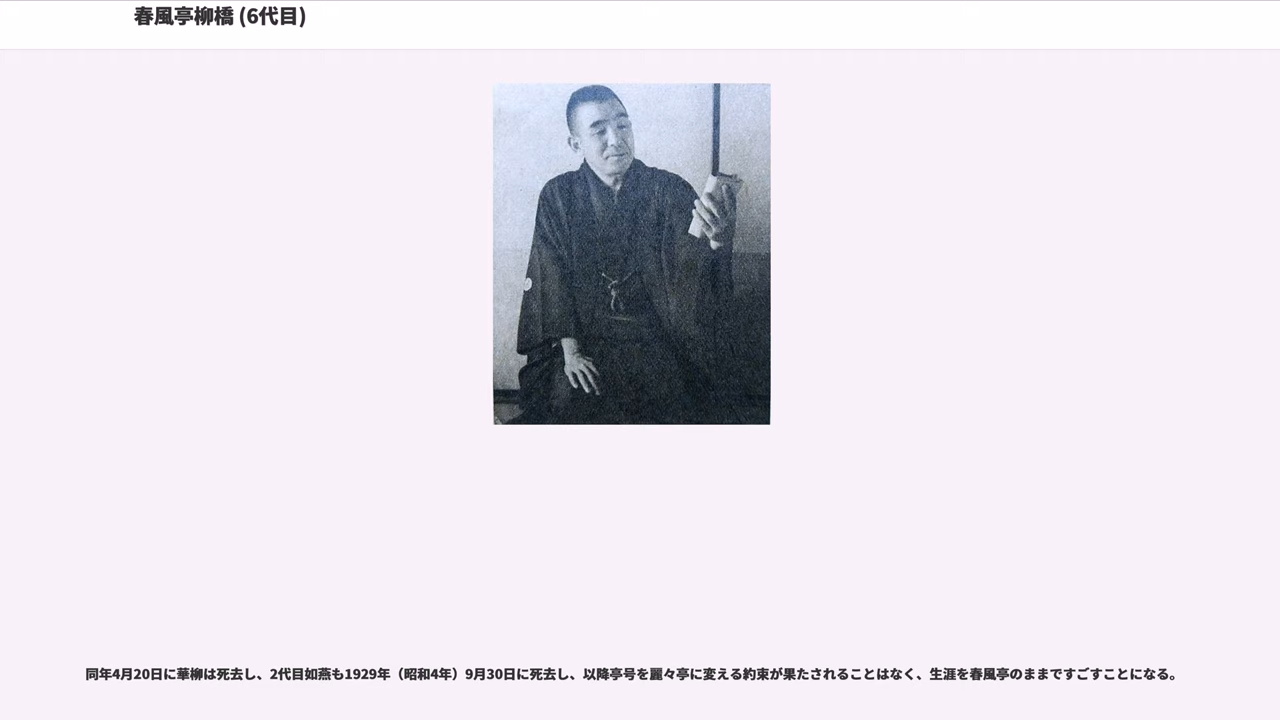 春風亭柳橋 (6代目)
同年4月20日に華柳は死去し、2代目如燕も1929年（昭和4年）9月30日に死去し、以降亭号を麗々亭に変える約束が果たされることはなく、生涯を春風亭のままですごすことになる。